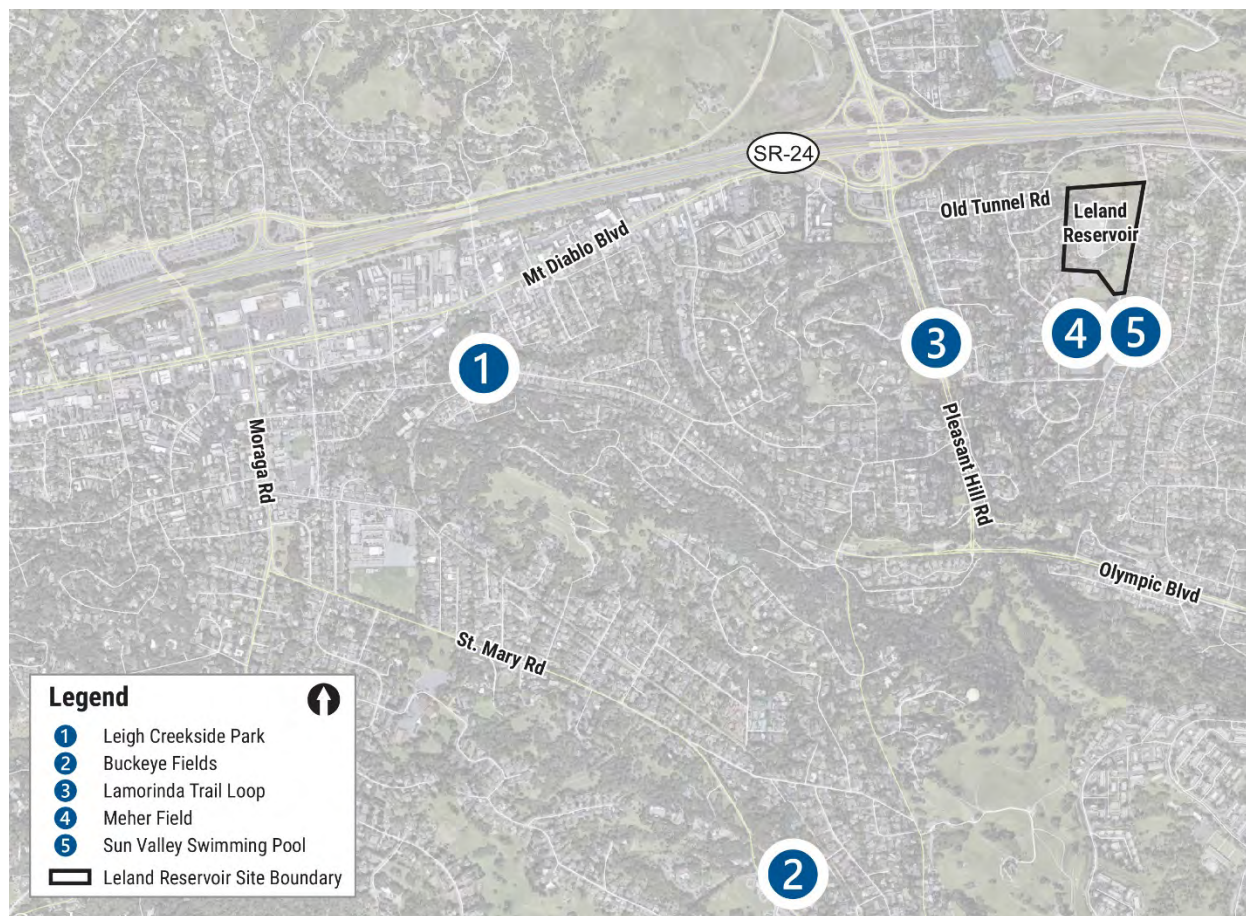 SR-24
Old Tunnel Rd
Leland
Reservoir
Mt Diablo Blvd
1
3
4
5
Moraga Rd
Pleasant Hill Rd
Olympic Blvd
St. Mary Rd
2
Legend
1 Leigh Creekside Park
2 Buckeye Fields
3 Lamorinda Trail Loop
4 Meher Field
5 Sun Valley Swimming Pool
Leland Reservoir Site Boundary